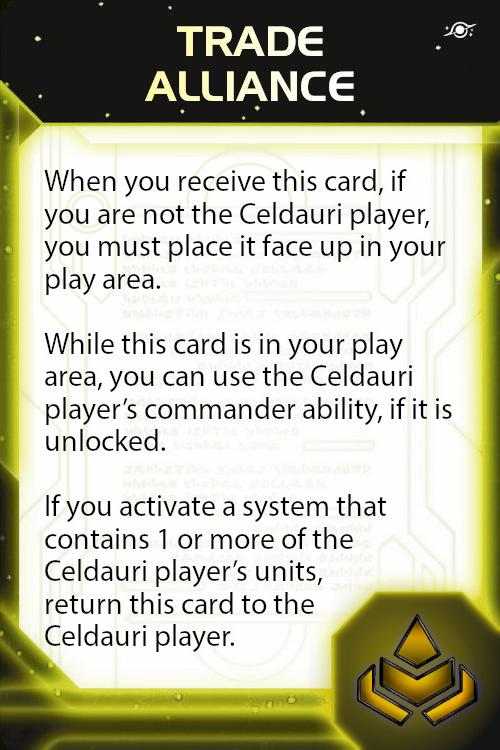 TRADE
ALLIANCE
When you receive this card, if
you are not the Celdauri player,
you must place it face up in your
play area.
While this card is in your play
area, you can use the Celdauri
player’s commander ability, if it is
unlocked.
If you activate a system that
contains 1 or more of the
Celdauri player’s units,
return this card to the
Celdauri player.